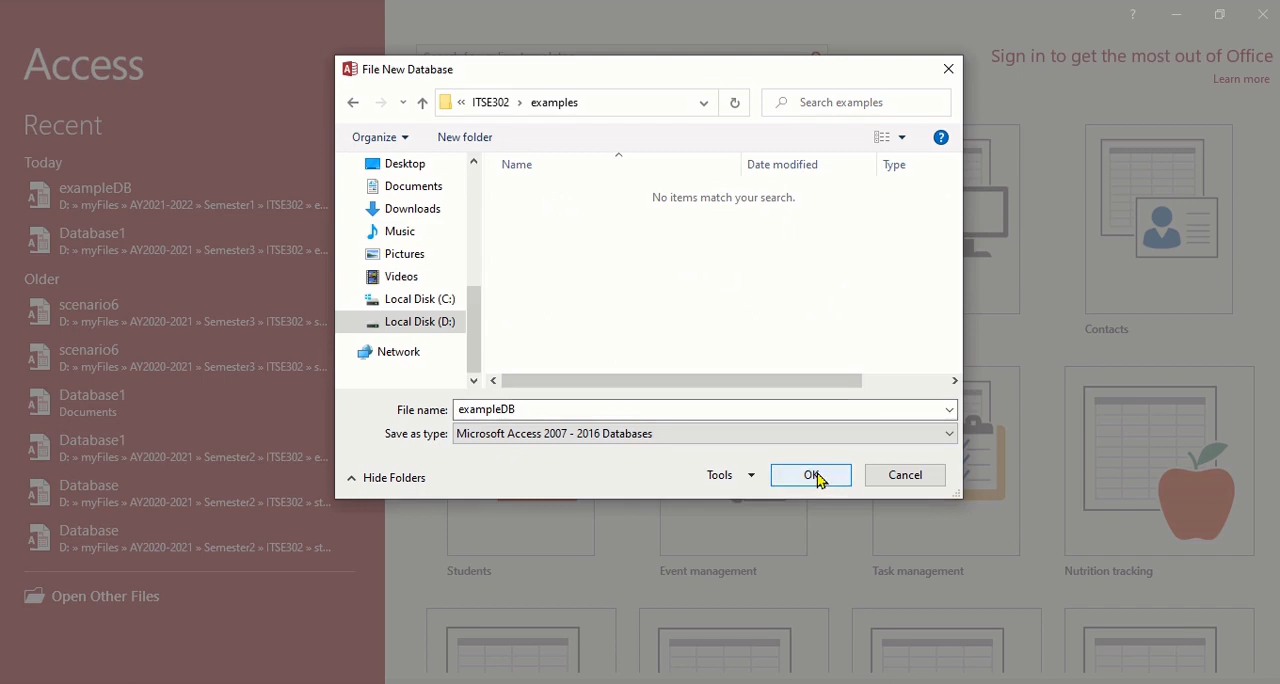 ?
Access
Sign in to get the most out of Office
Learn more
Recent
Today
exampleDB
D: » myFiles » AY2021-2022 » Semester1 » ITSE302 » e...
Database1
D: » myFiles » AY2020-2021 » Semester3 » ITSE302 » e...
Older
scenario6
D: » myFiles » AY2020-2021 » Semester3 » ITSE302 » s...
scenario6
D: » myFiles » AY2020-2021 » Semester3 » ITSE302 » s...
Database1
Documents
Database1
D: » myFiles » AY2020-2021 » Semester2 » ITSE302 » e...
Database
D: » myFiles » AY2020-2021 » Semester2 » ITSE302 » st...
Database
D: » myFiles » AY2020-2021 » Semester2 » ITSE302 » st...
Open Other Files
File New Database
« ITSE302 › examples
Search examples
Organize
New folder
?
Name
Date modified
Type
No items match your search.
Desktop
Documents
Downloads
Music
Pictures
Videos
Local Disk (C:)
Local Disk (D:)
Network
File name: exampleDB
Save as type: Microsoft Access 2007 - 2016 Databases
Hide Folders
Tools
OK
Cancel
Contacts
Students
Event management
Task management
Nutrition tracking